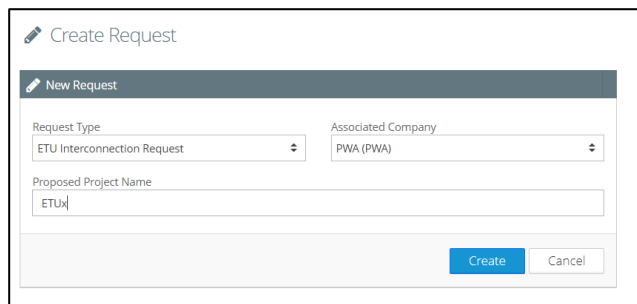 Create Request
New Request
Request Type
Associated Company
ETU Interconnection Request
PWA (PWA)
Proposed Project Name
ETUx
Create
Cancel